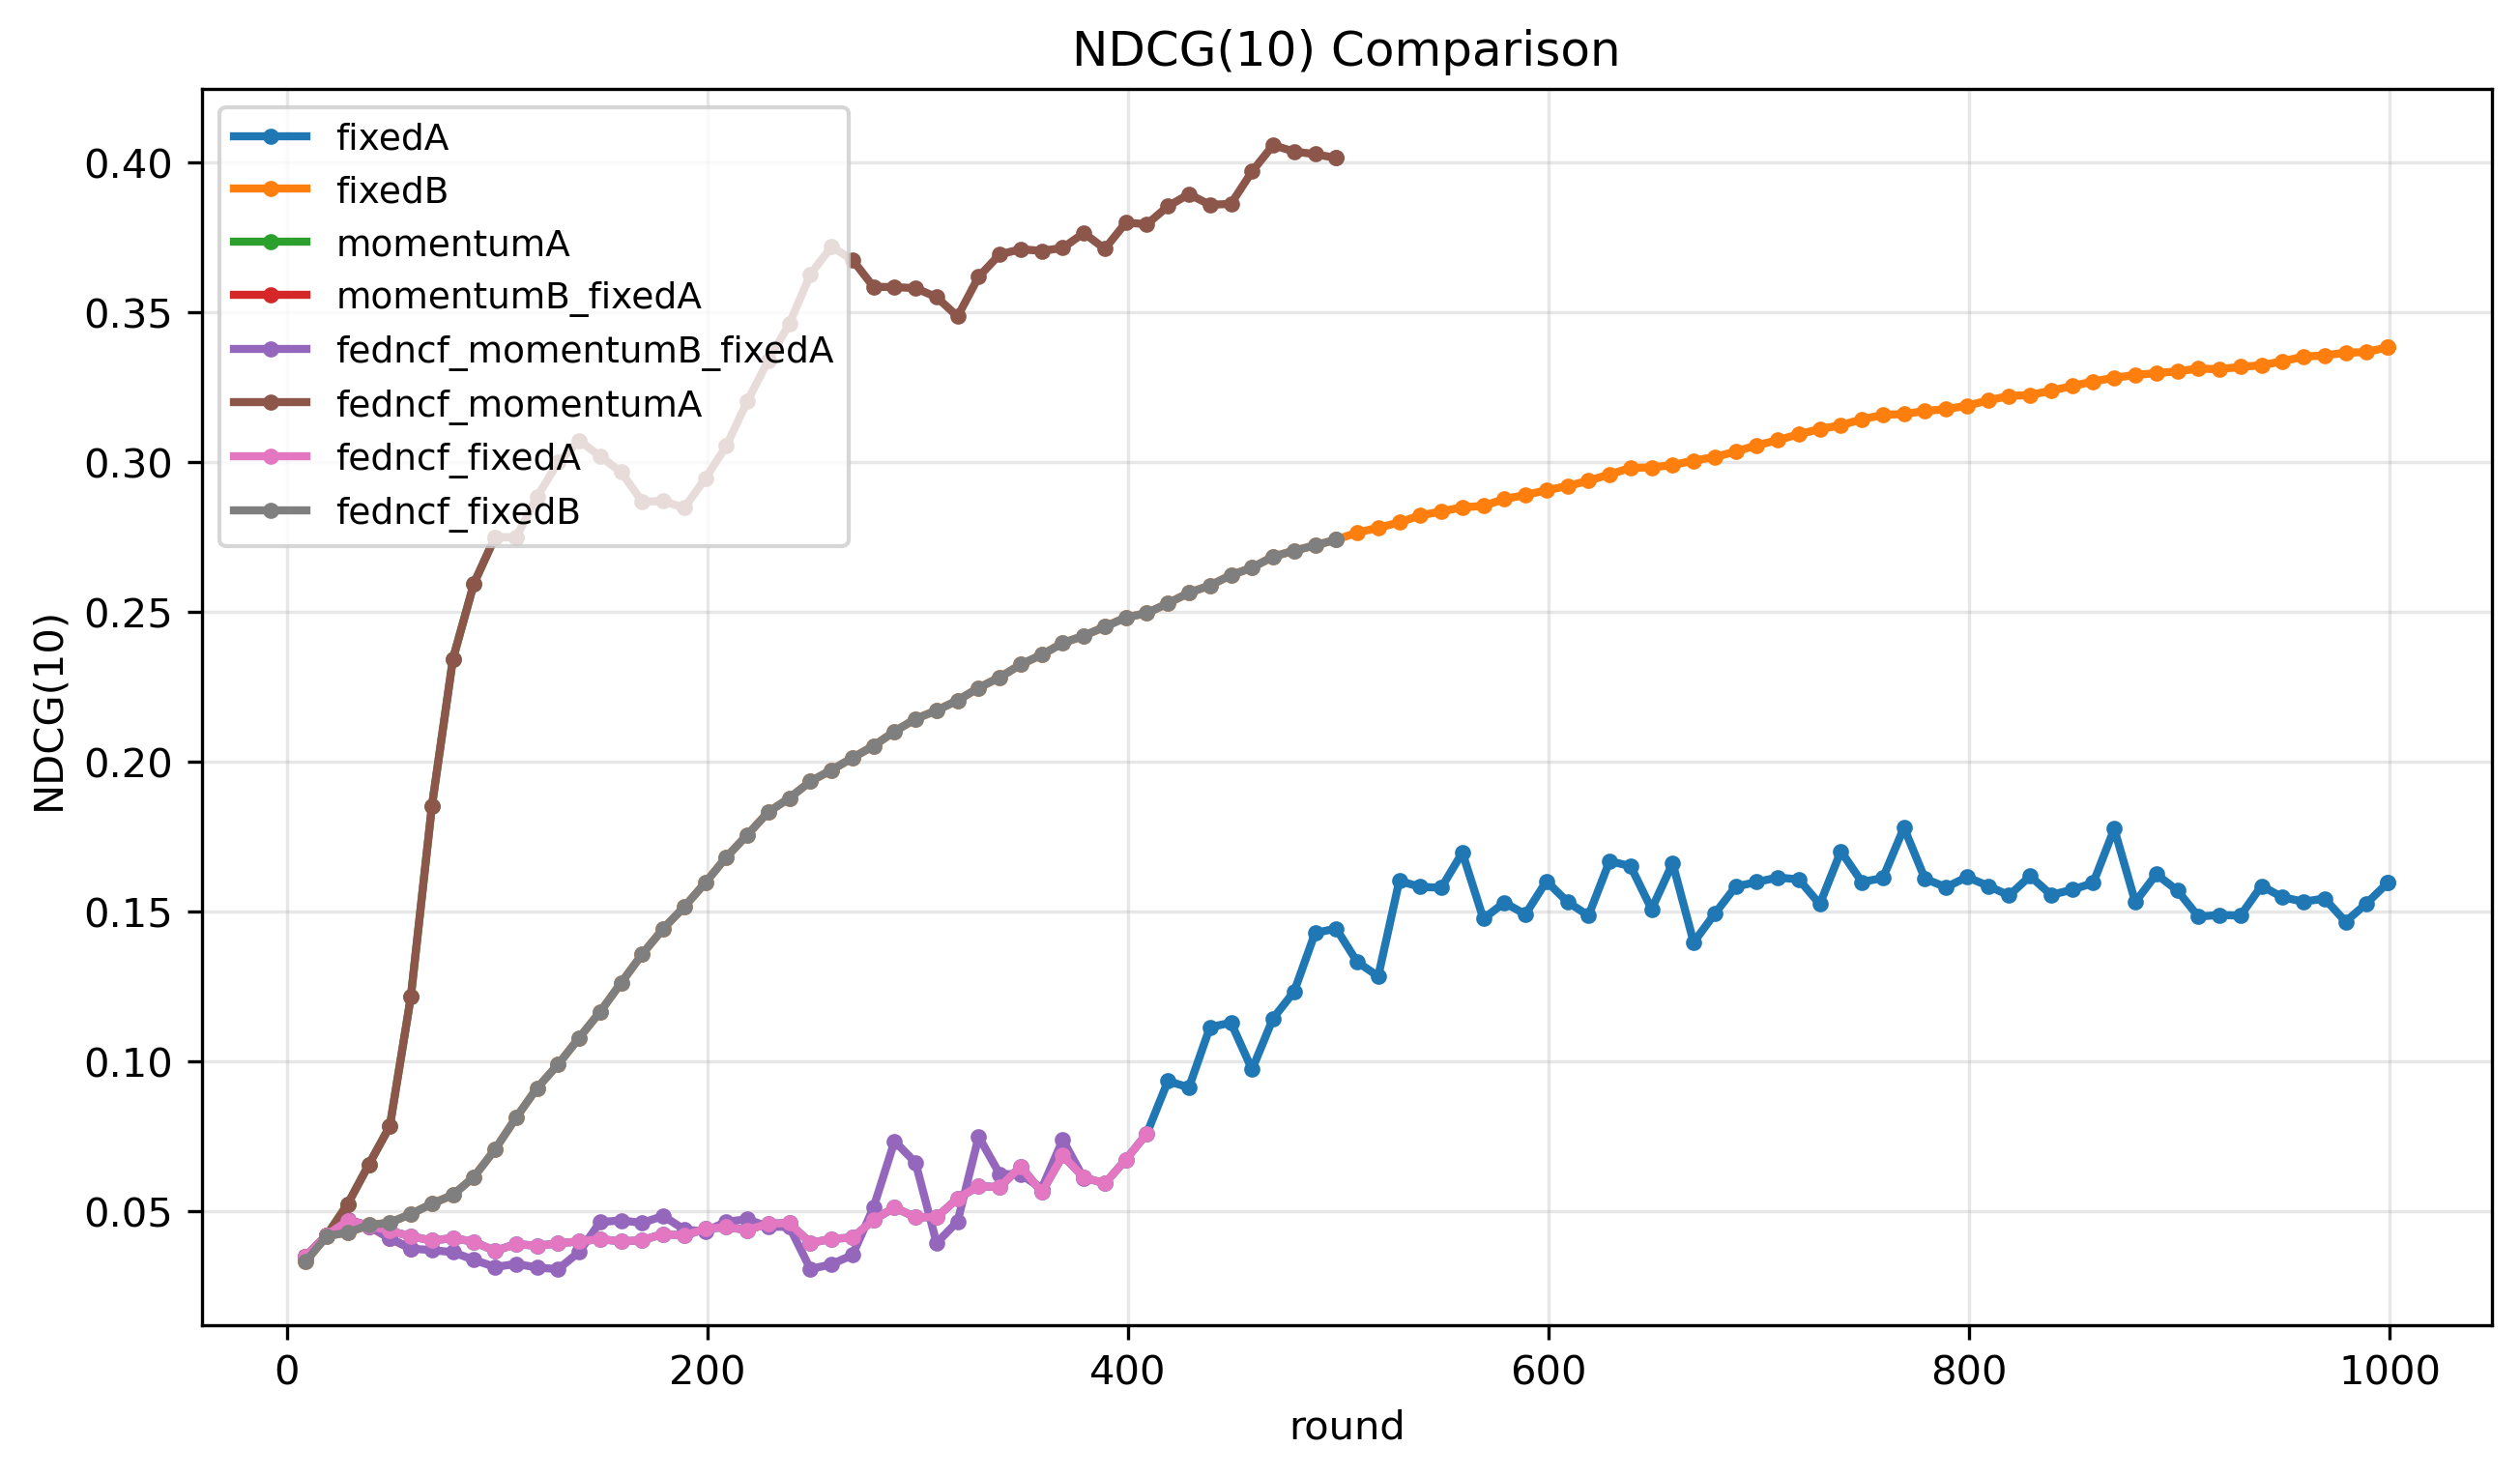 NDCG(10) Comparison
fixedA
fixedB
momentumA
momentumB_fixedA
fedncf_momentumB_fixedA
fedncf_momentumA
fedncf_fixedA
fedncf_fixedB
NDCG(10)
0.40
0.35
0.30
0.25
0.20
0.15
0.10
0.05
0 200 400 600 800 1000
round